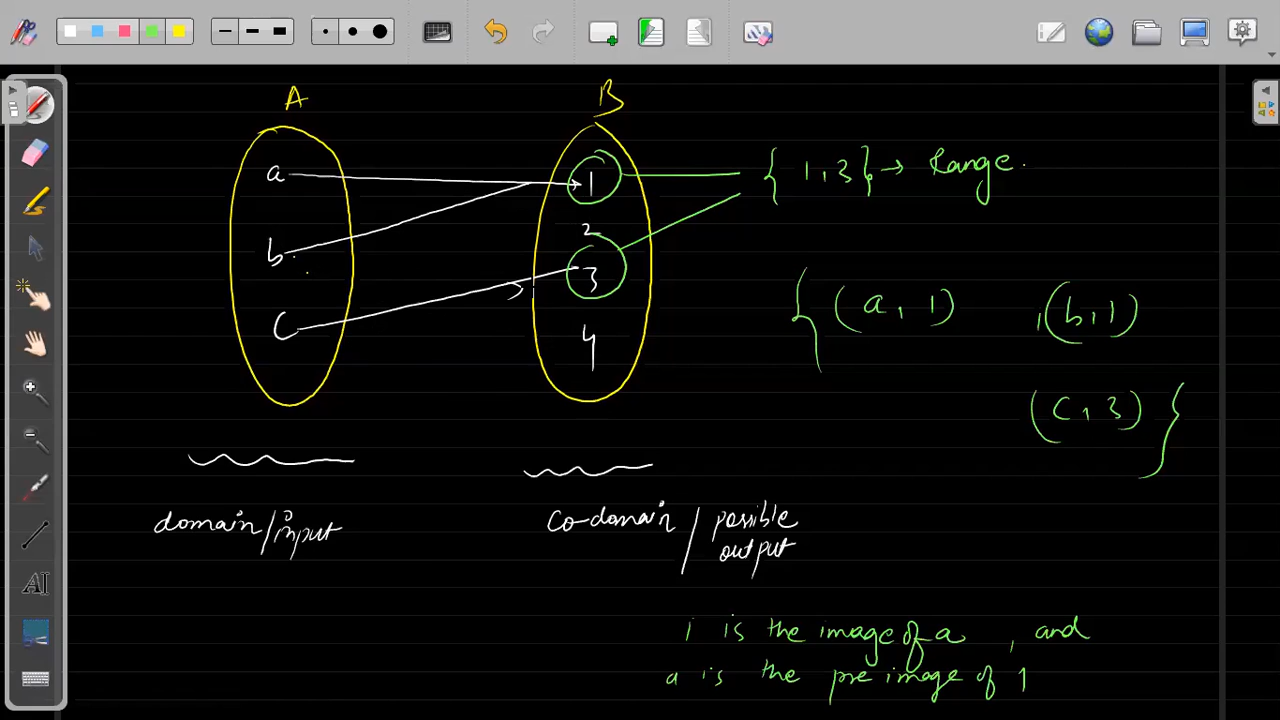 A B
a 1 { 1, 3} → Range.
b 2
3
{ (a, 1) , (b, 1)
c 4
(c, 3) }
domain/input co-domain / possible
output
1 is the image of a , and
a is the pre image of 1